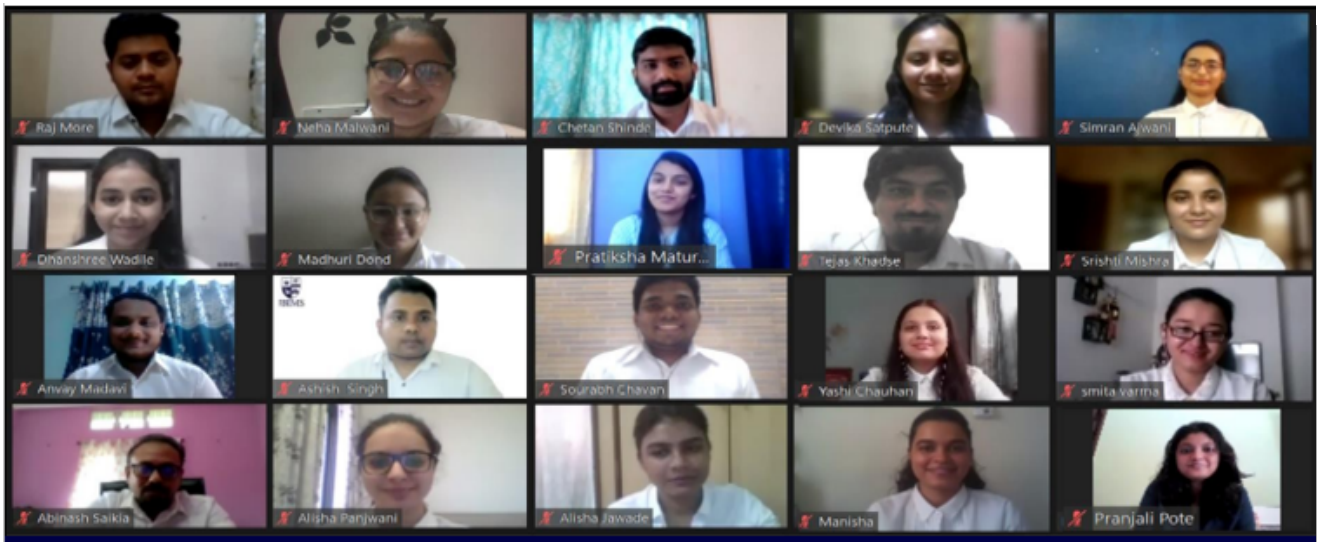 Raj More
Neha Malwani
Chetan Shinde
Devika Satpute
Simran Ajwani
Dhanshree Wadile
Madhuri Dond
Pratiksha Matur...
Tejas Khadse
Srishti Mishra
Anvay Madavi
Ashish Singh
Sourabh Chavan
Yashi Chauhan
smita varma
Abinash Saikia
Alisha Panjwani
Alisha Jawade
Manisha
Pranjali Pote